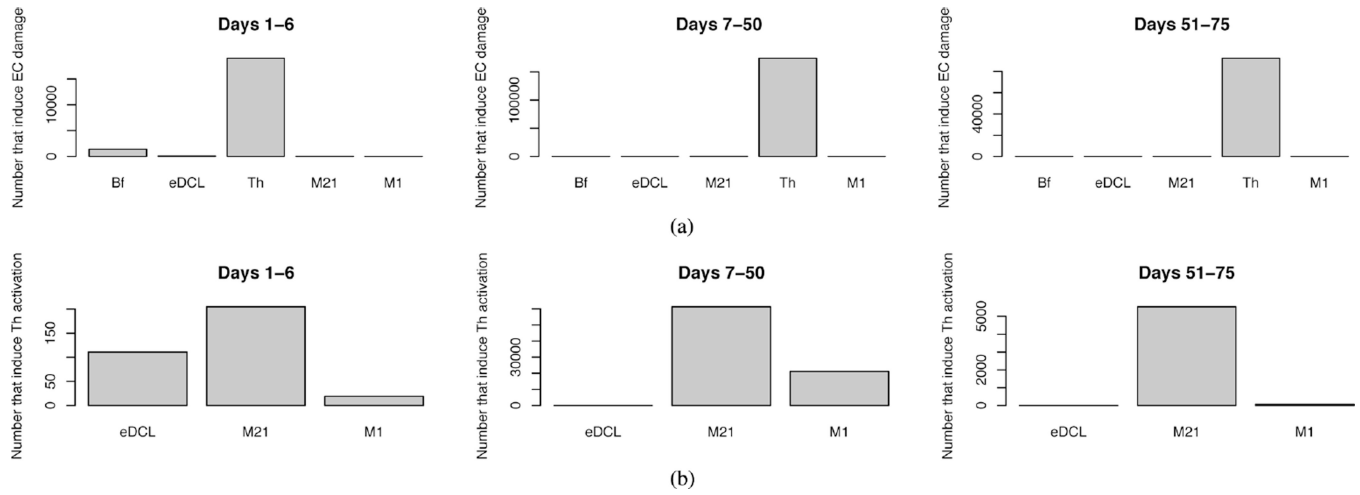 Days 1–6
Number that induce EC damage
10000
0
Bf eDCL Th M21 M1
Days 7–50
Number that induce EC damage
100000
0
Bf eDCL M21 Th M1
Days 51–75
Number that induce EC damage
40000
0
Bf eDCL M21 Th M1
(a)
Days 1–6
Number that induce Th activation
150
50
0
eDCL M21 M1
Days 7–50
Number that induce Th activation
30000
0
eDCL M21 M1
Days 51–75
Number that induce Th activation
5000
2000
0
eDCL M21 M1
(b)